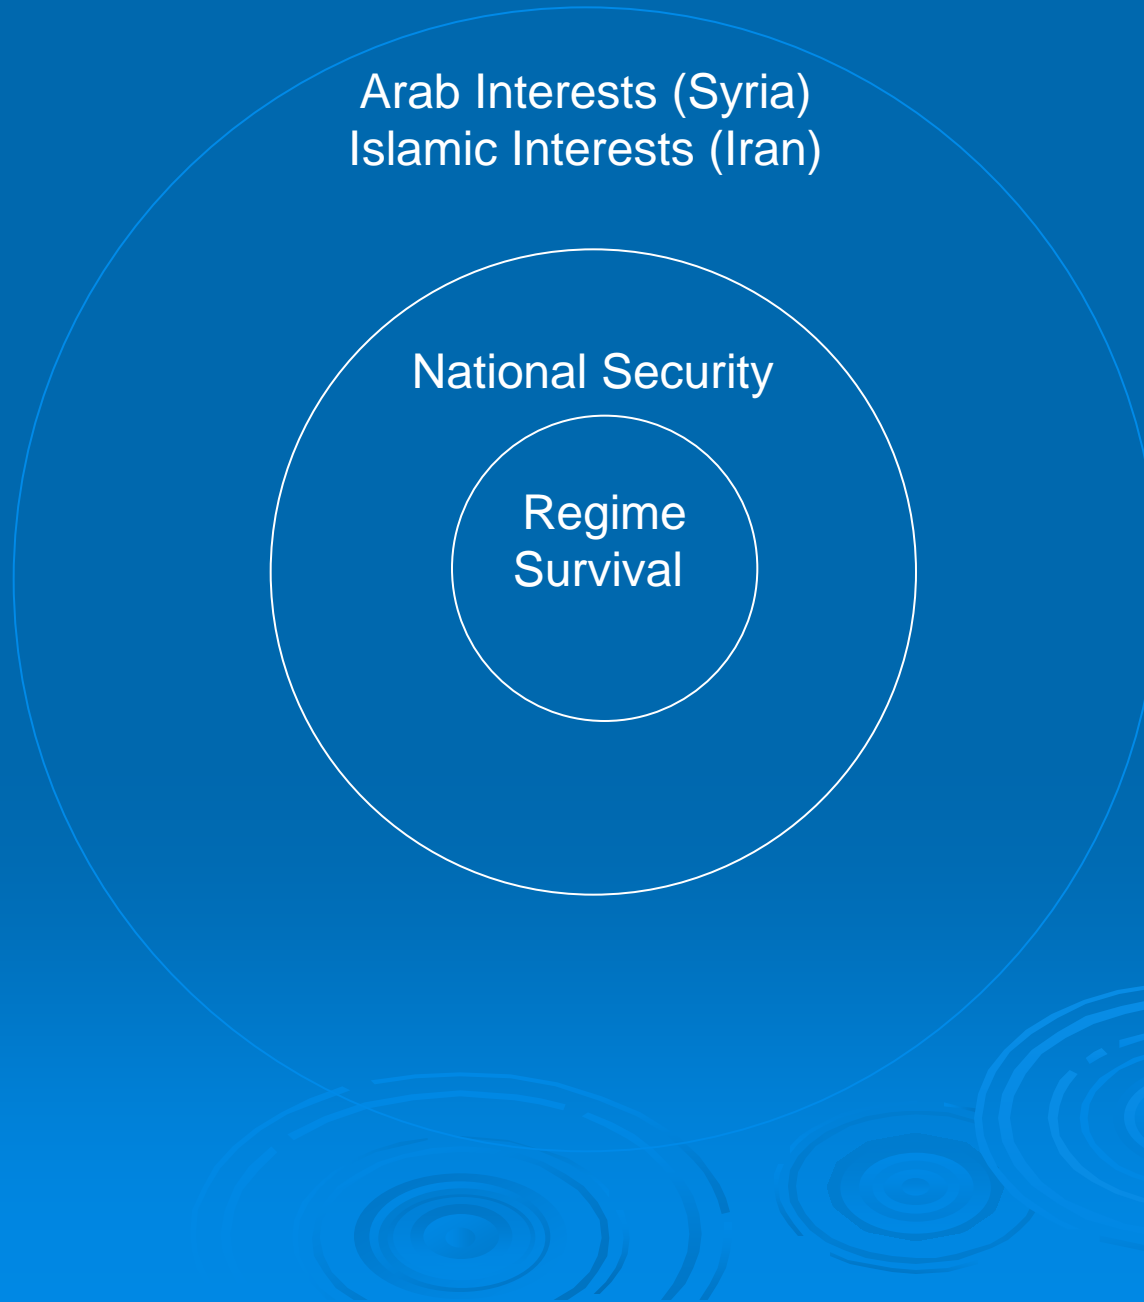 Arab Interests (Syria)
Islamic Interests (Iran)
National Security
Regime
Survival